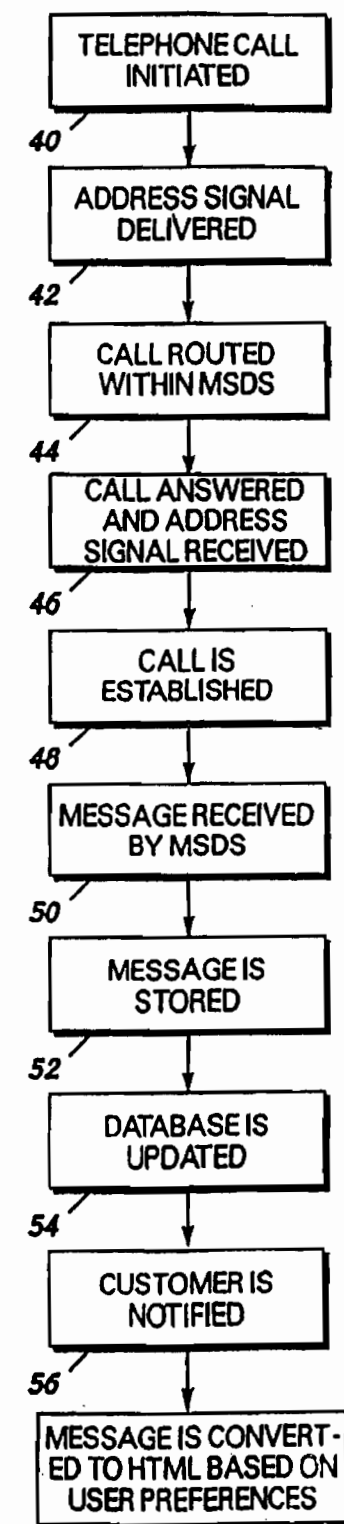 TELEPHONE CALL
INITIATED
40
ADDRESS SIGNAL
DELIVERED
42
CALL ROUTED
WITHIN MSDS
44
CALL ANSWERED
AND ADDRESS
SIGNAL RECEIVED
46
CALL IS
ESTABLISHED
48
MESSAGE RECEIVED
BY MSDS
50
MESSAGE IS
STORED
52
DATABASE IS
UPDATED
54
CUSTOMER IS
NOTIFIED
56
MESSAGE IS CONVERT-
ED TO HTML BASED ON
USER PREFERENCES